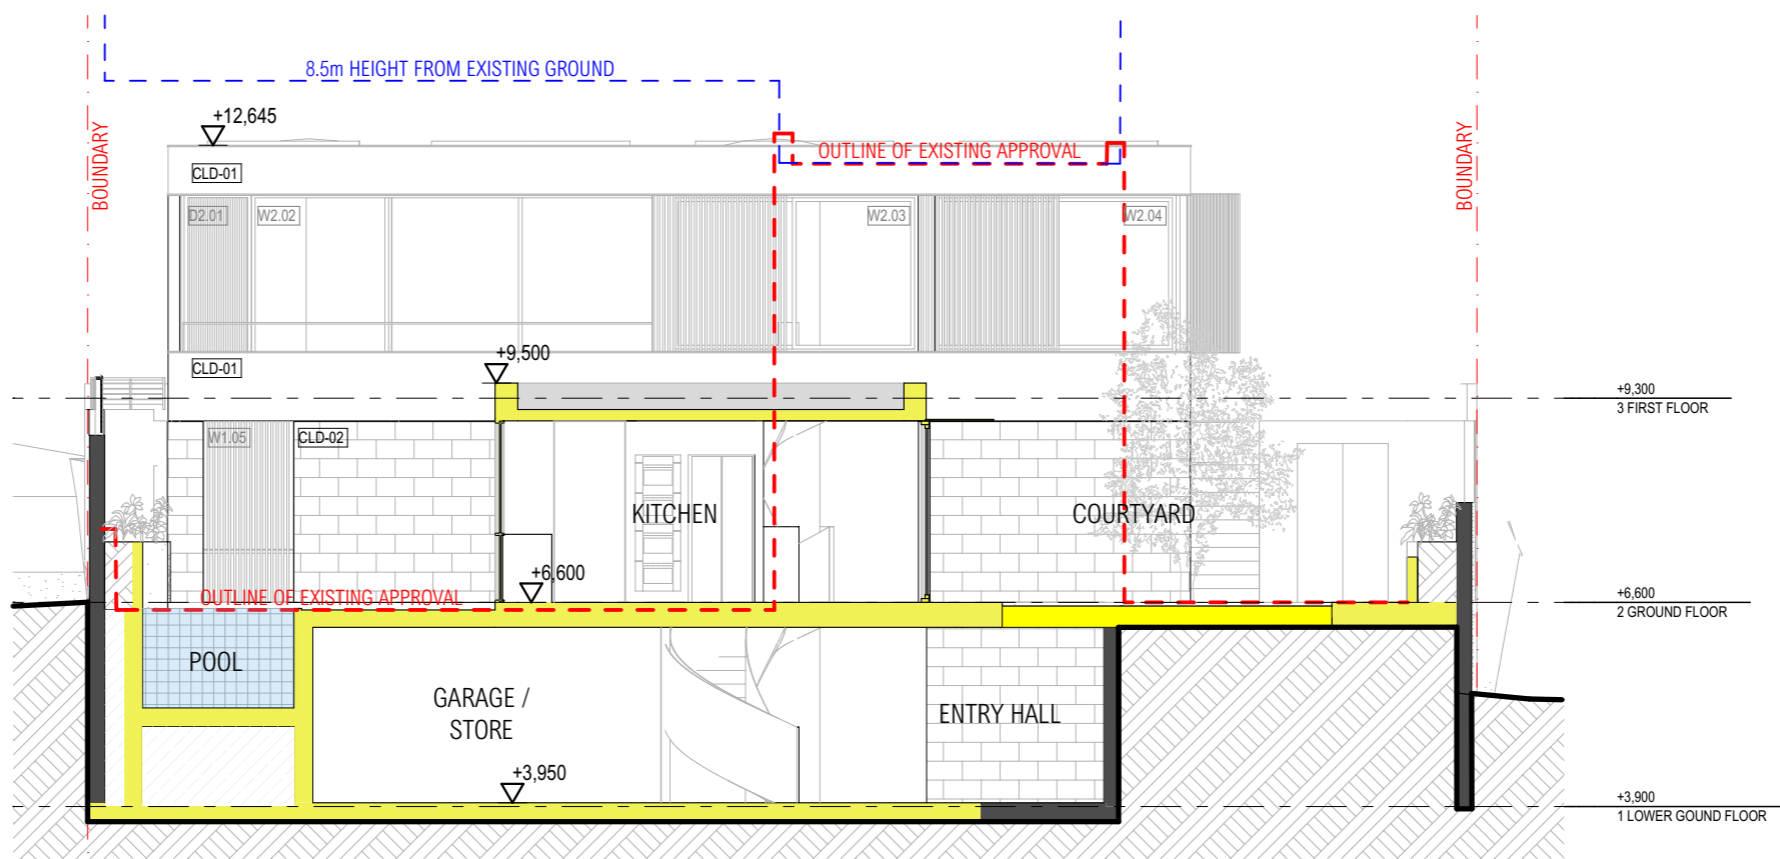 8.5m HEIGHT FROM EXISTING GROUND
+12,645
BOUNDARY
OUTLINE OF EXISTING APPROVAL
BOUNDARY
CLD-01
D2.01
W2.02
W2.03
W2.04
+9,500
CLD-01
+9,300
3 FIRST FLOOR
W1.05
CLD-02
KITCHEN
COURTYARD
+6,600
OUTLINE OF EXISTING APPROVAL
+6,600
2 GROUND FLOOR
POOL
GARAGE /
STORE
ENTRY HALL
+3,950
+3,900
1 LOWER GOUND FLOOR